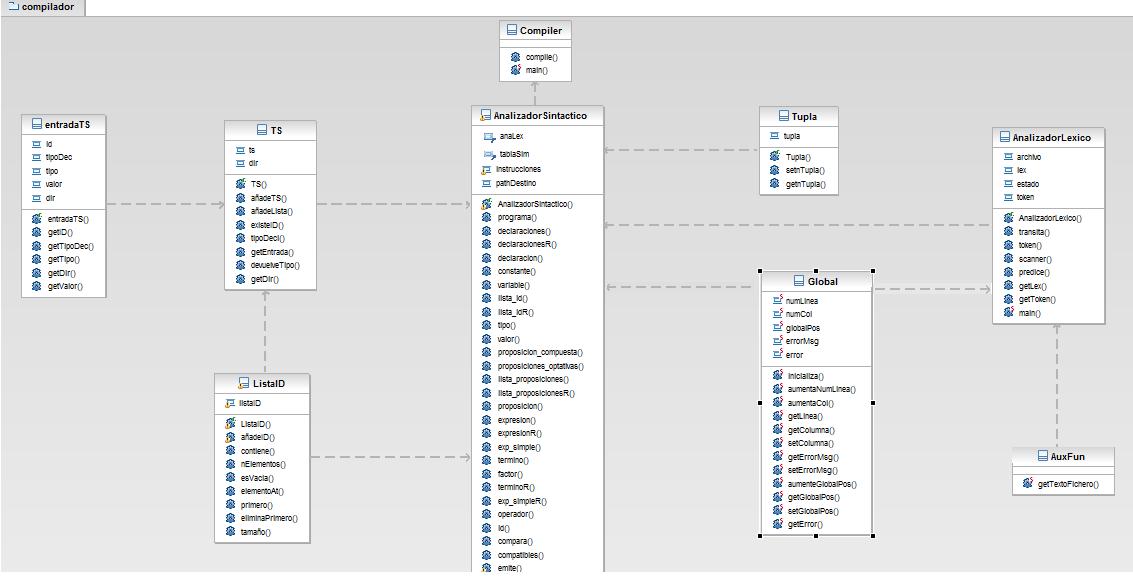 compilador
Compiler
compile()
main()
entradaTS
id
tipoDec
tipo
valor
dir
entradaTS()
getID()
getTipoDec()
getTipo()
getDir()
getValor()
TS
ts
dir
TS()
añadeTS()
añadeLista()
existeID()
tipoDecl()
getEntrada()
devuelveTipo()
getDir()
ListaID
listaID
ListaID()
añadeID()
contiene()
nElementos()
esVacia()
elementoAt()
primero()
eliminaPrimero()
tamaño()
AnalizadorSintactico
anaLex
tablaSim
instrucciones
pathDestino
AnalizadorSintactico()
programa()
declaraciones()
declaracionesR()
declaracion()
constante()
variable()
lista_id()
lista_idR()
tipo()
valor()
proposicion_compuesta()
proposiciones_optativas()
lista_proposiciones()
lista_proposicionesR()
proposicion()
expresion()
expresionR()
exp_simple()
termino()
factor()
terminoR()
exp_simpleR()
operador()
id()
compara()
compatibles()
emite()
Tupla
tupla
Tupla()
setnTupla()
getnTupla()
Global
numLinea
numCol
globalPos
errorMsg
error
inicializa()
aumentaNumLinea()
aumentaCol()
getLinea()
getColumna()
setColumna()
getErrorMsg()
setErrorMsg()
aumenteGlobalPos()
getGlobalPos()
setGlobalPos()
getError()
AnalizadorLexico
archivo
lex
estado
token
AnalizadorLexico()
transita()
token()
scanner()
predice()
getLex()
getToken()
main()
AuxFun
getTextoFichero()